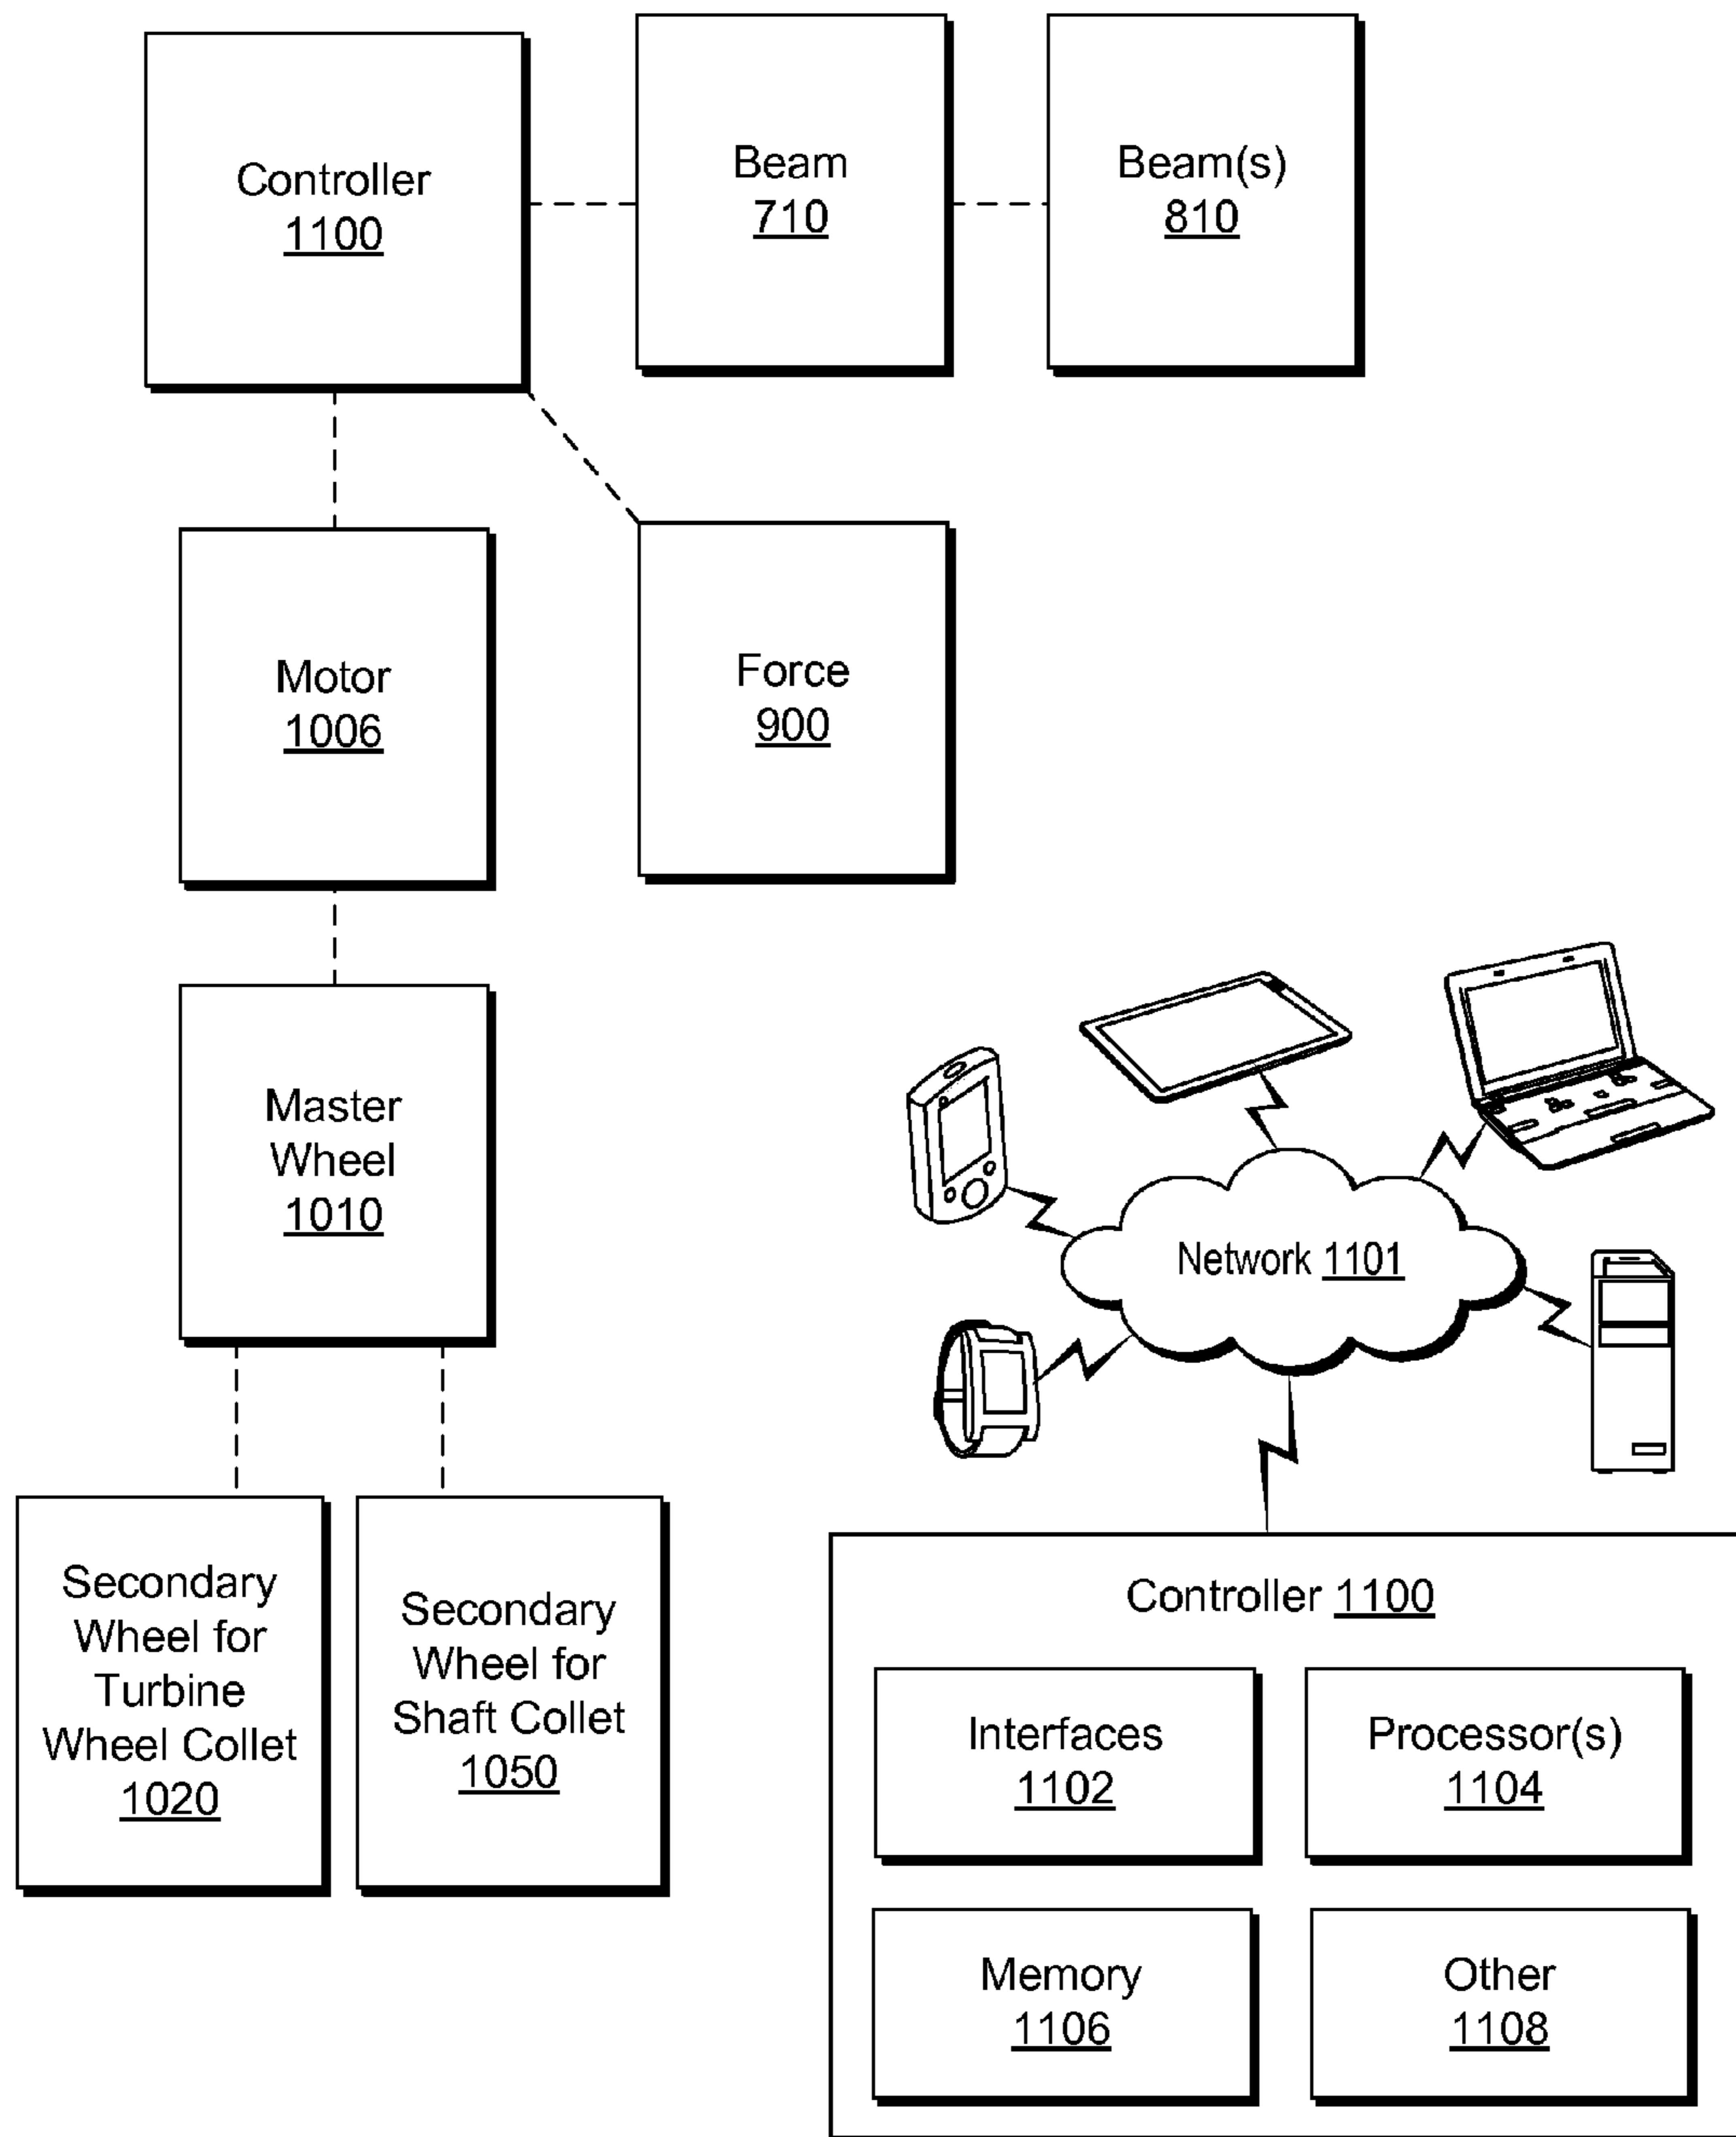 Controller
1100
Beam
710
Beam(s)
810
Motor
1006
Force
900
Master
Wheel
1010
Secondary
Wheel for
Turbine
Wheel Collet
1020
Secondary
Wheel for
Shaft Collet
1050
Network 1101
Controller 1100
Interfaces
1102
Processor(s)
1104
Memory
1106
Other
1108